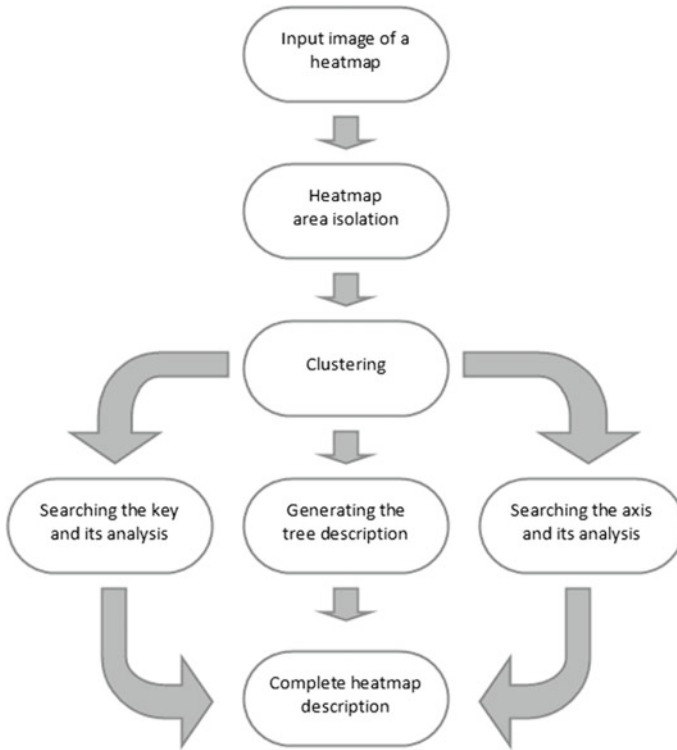 Input image of a
heatmap
Heatmap
area isolation
Clustering
Searching the key
and its analysis
Generating the
tree description
Searching the axis
and its analysis
Complete heatmap
description